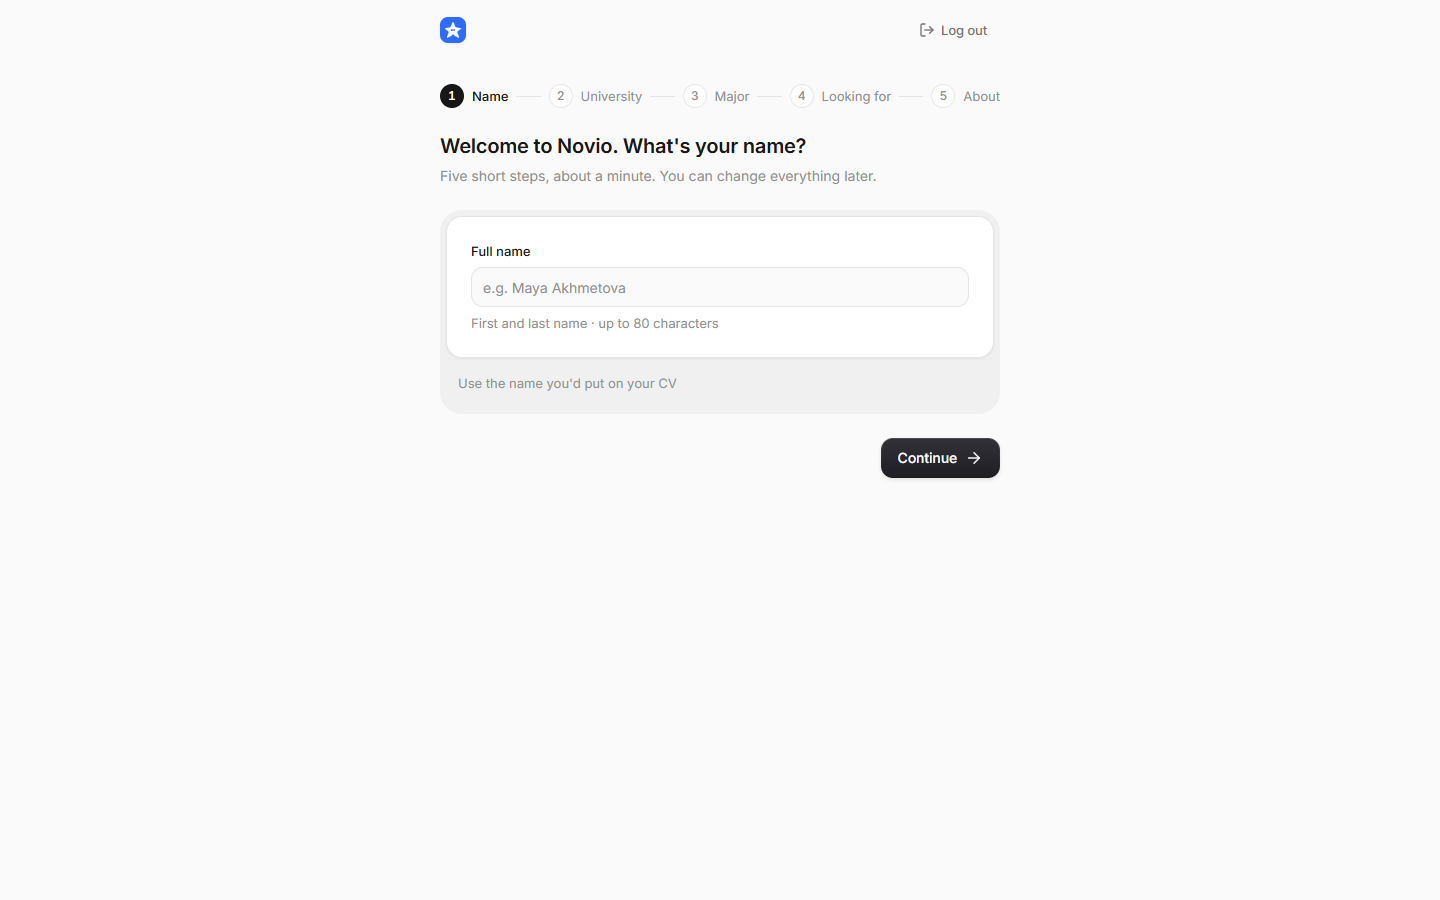 Log out
1 Name 2 University 3 Major 4 Looking for 5 About
Welcome to Novio. What's your name?
Five short steps, about a minute. You can change everything later.
Full name
e.g. Maya Akhmetova
First and last name · up to 80 characters
Use the name you'd put on your CV
Continue